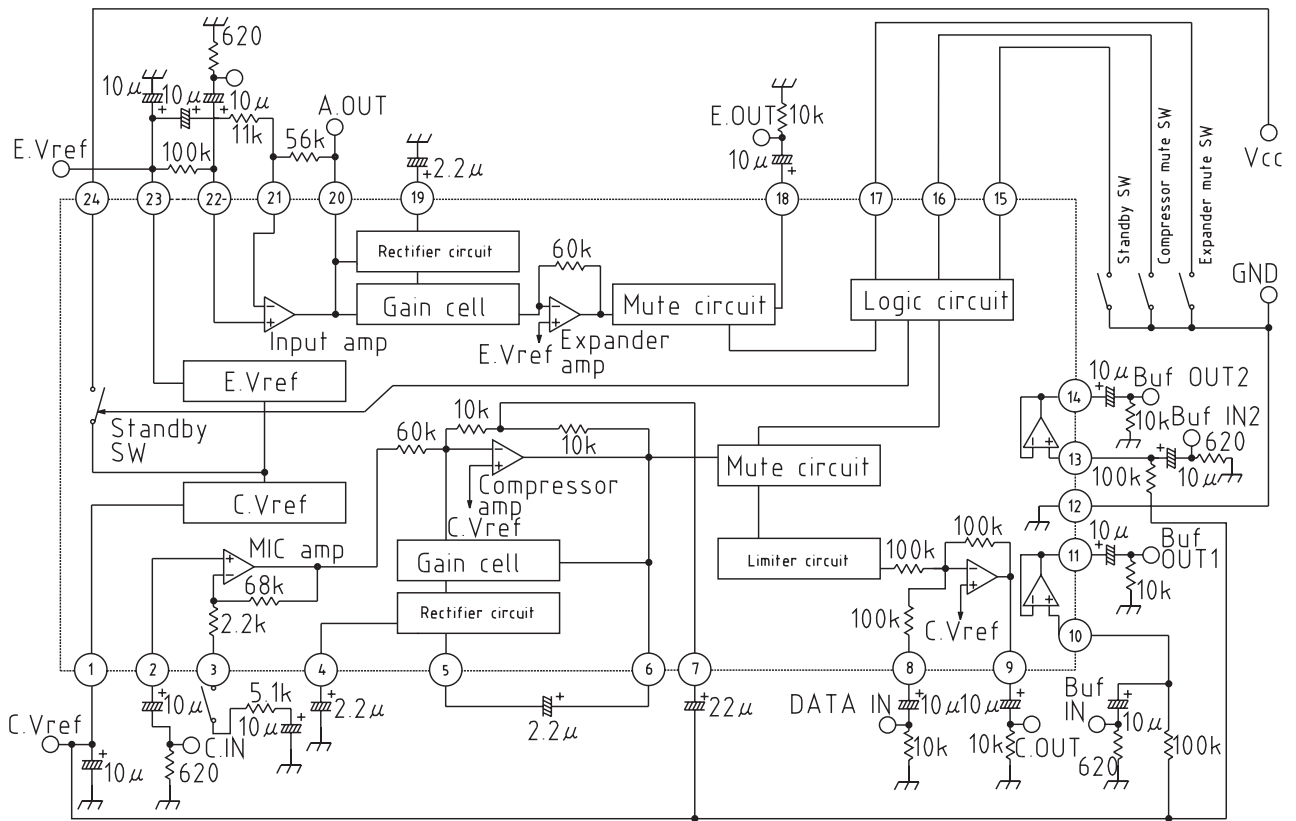 620
10μ
10μ
10μ
11k
A.OUT
56k
E.Vref
100k
2.2μ
E.OUT
10k
10μ
Vcc
Standby SW
Compressor mute SW
Expander mute SW
GND
24
23
22
21
20
19
18
17
16
15
Rectifier circuit
Gain cell
60k
Mute circuit
Logic circuit
Input amp
E.Vref
Expander
amp
E.Vref
Standby
SW
C.Vref
60k
10k
10k
Compressor
amp
C.Vref
Mute circuit
MIC amp
68k
2.2k
Gain cell
Rectifier circuit
Limiter circuit
100k
100k
100k
C.Vref
10μ
Buf OUT2
14
10k
Buf IN2
620
13
100k
10μ
12
10μ
Buf
OUT1
11
10k
10
1
2
3
4
5
6
7
8
9
C.Vref
10μ
10μ
C.IN
620
5.1k
10μ
2.2μ
2.2μ
22μ
DATA IN
10μ
10k
10μ
10k
C.OUT
Buf
IN
10μ
620
100k